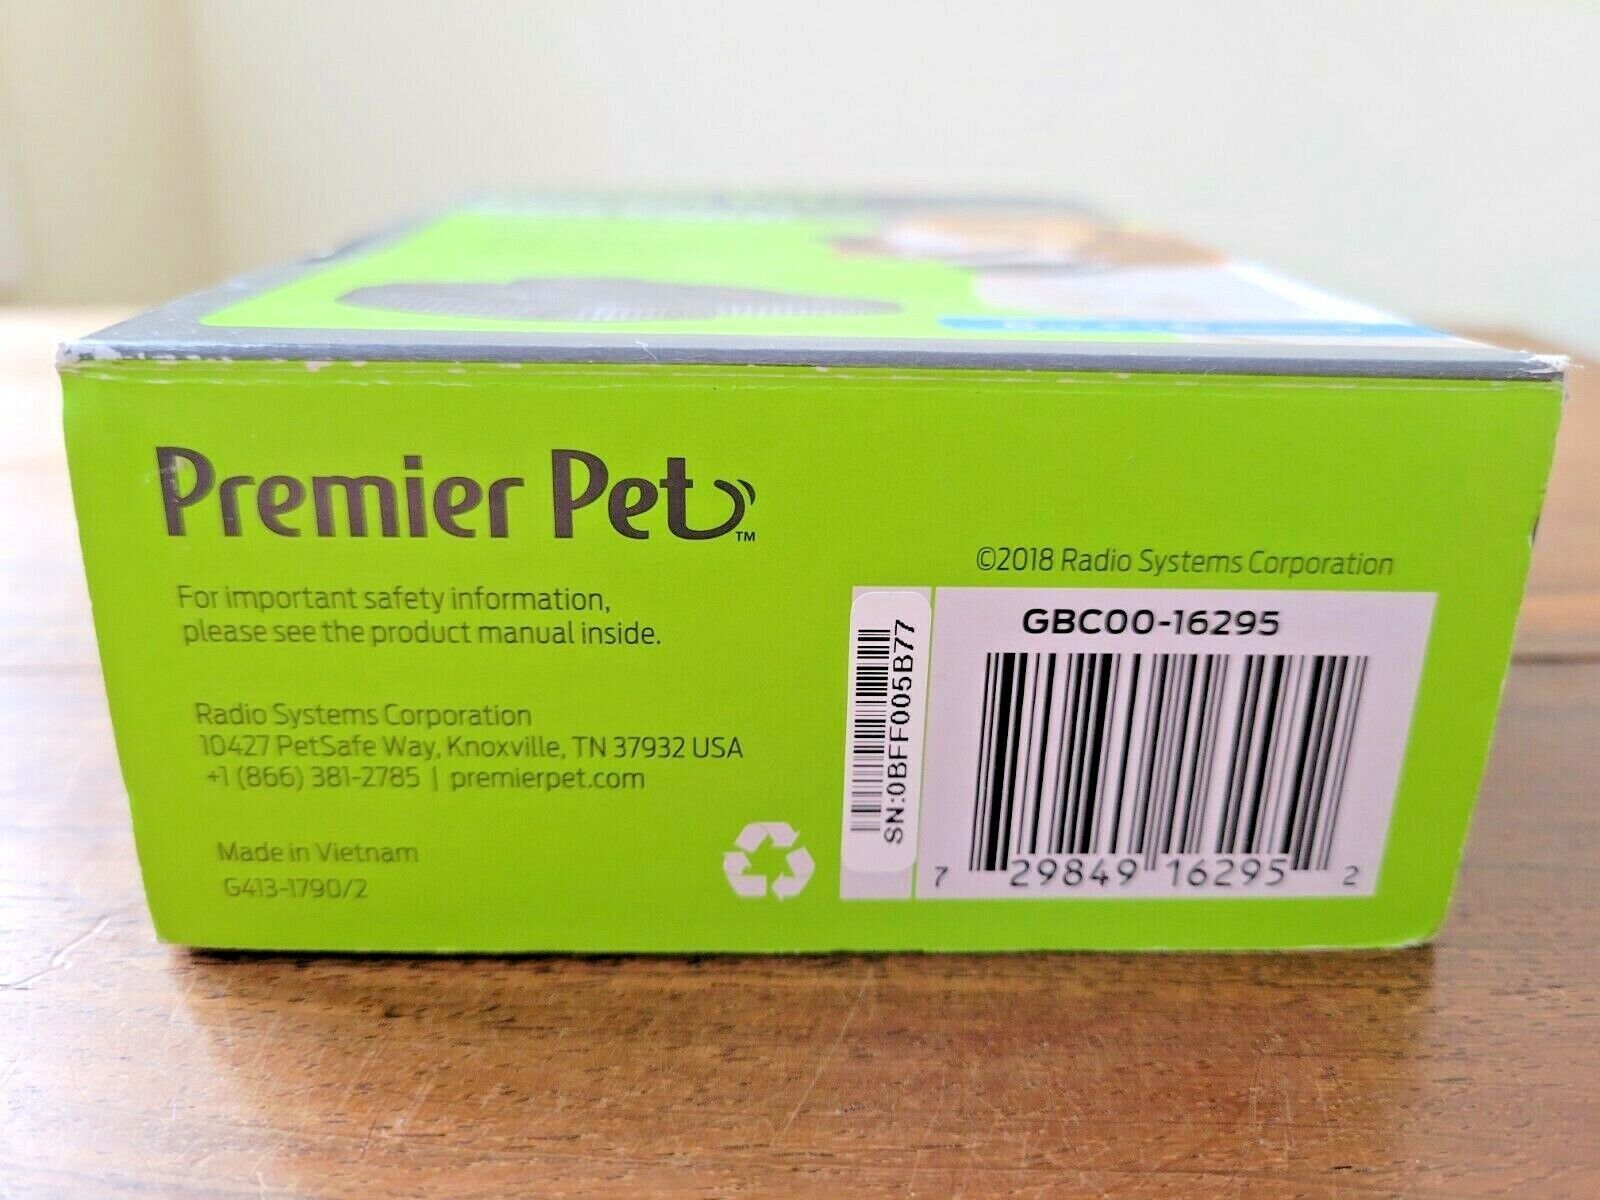 Premier Pet™
For important safety information,
please see the product manual inside.
Radio Systems Corporation
10427 PetSafe Way, Knoxville, TN 37932 USA
+1 (866) 381-2785 | premierpet.com
Made in Vietnam
G413-1790/2
©2018 Radio Systems Corporation
GBC00-16295
SN:0BFF005B77
7 29849 16295 2